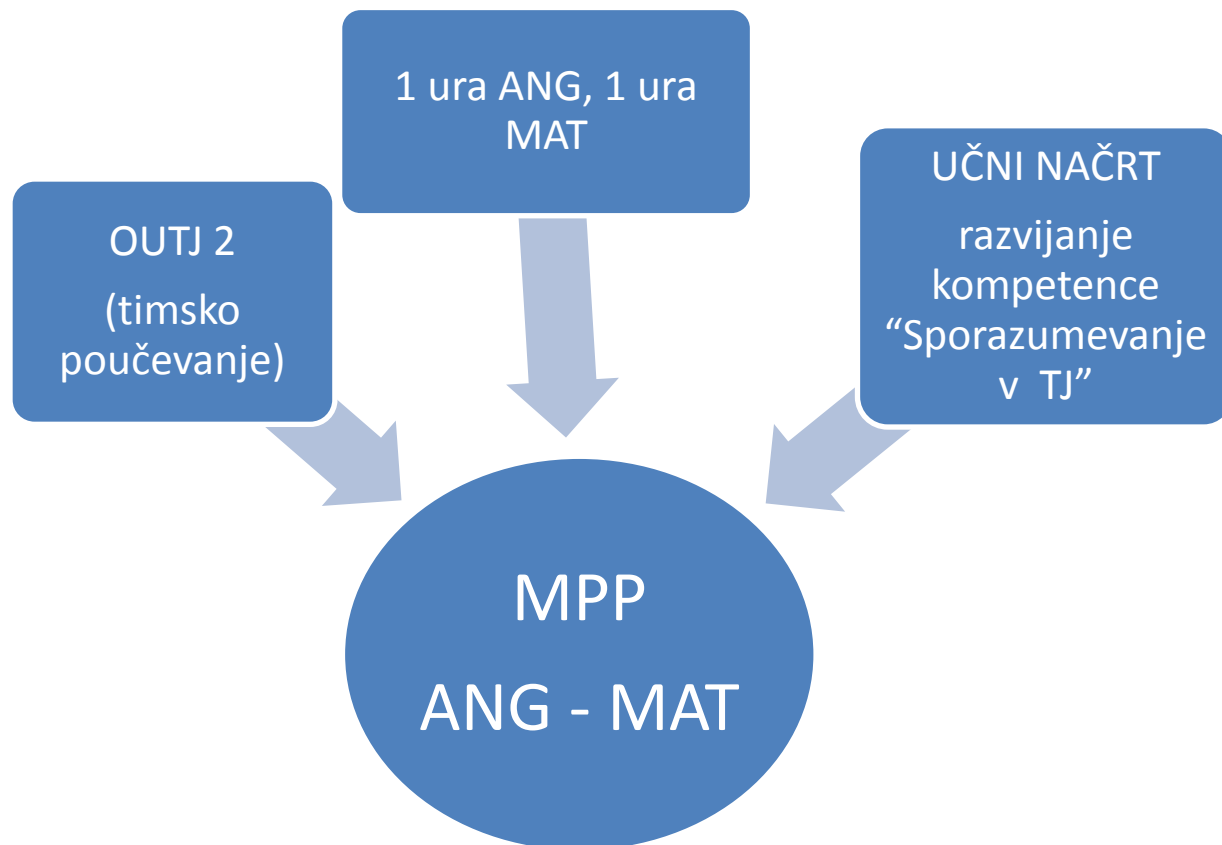 OUTJ 2
(timsko
poučevanje)
1 ura ANG, 1 ura
MAT
UČNI NAČRT
razvijanje
kompetence
“Sporazumevanje
v TJ”
MPP
ANG - MAT